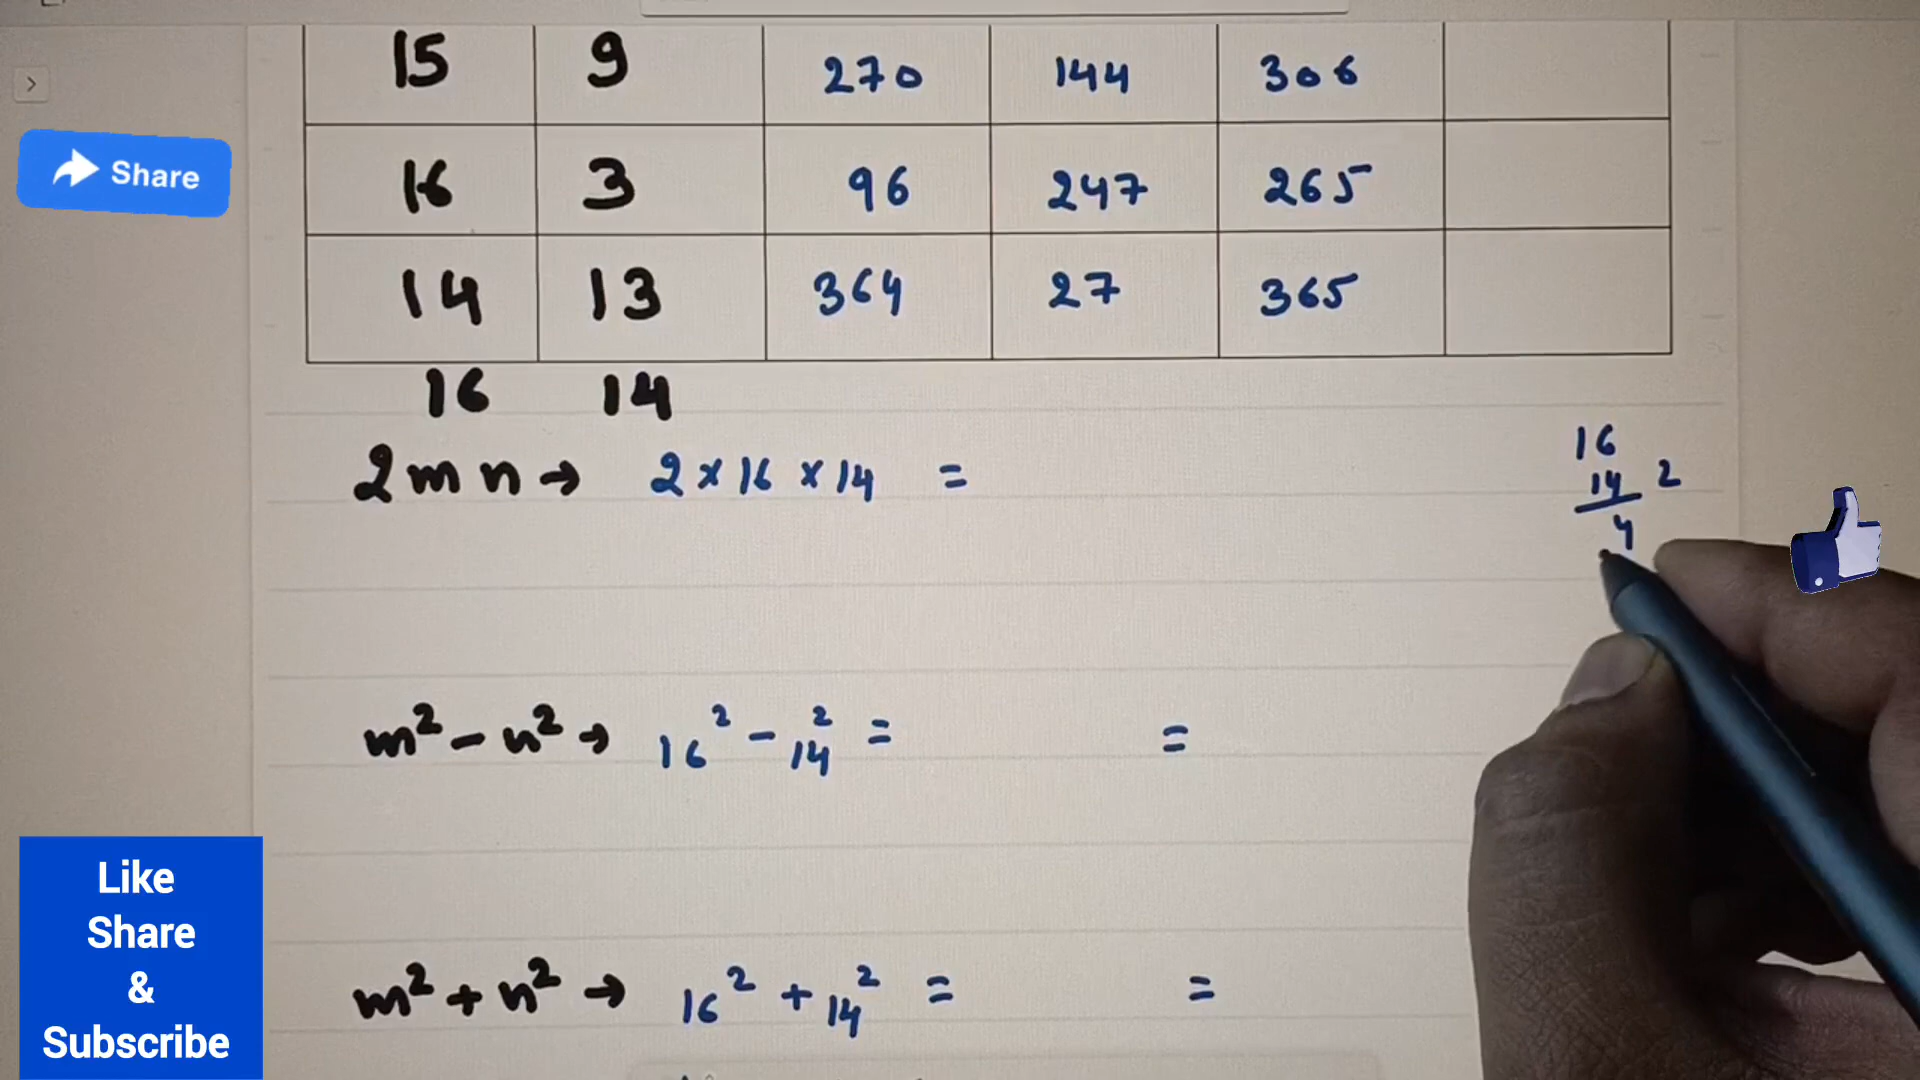 15 9 270 144 306
>
Share
16 3 96 247 265
14 13 364 27 365
16 14
2mn→ 2×16×14 =
16
14 2
4
m²-n²→ 16²-14² = =
m²+n²→ 16²+14² = =
Like
Share
&
Subscribe